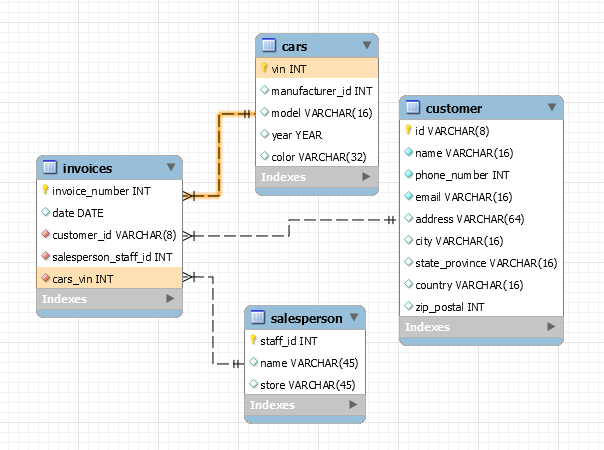 cars
vin INT
manufacturer_id INT
model VARCHAR(16)
year YEAR
color VARCHAR(32)
Indexes
customer
id VARCHAR(8)
name VARCHAR(16)
phone_number INT
email VARCHAR(16)
address VARCHAR(64)
city VARCHAR(16)
state_province VARCHAR(16)
country VARCHAR(16)
zip_postal INT
Indexes
invoices
invoice_number INT
date DATE
customer_id VARCHAR(8)
salesperson_staff_id INT
cars_vin INT
Indexes
salesperson
staff_id INT
name VARCHAR(45)
store VARCHAR(45)
Indexes